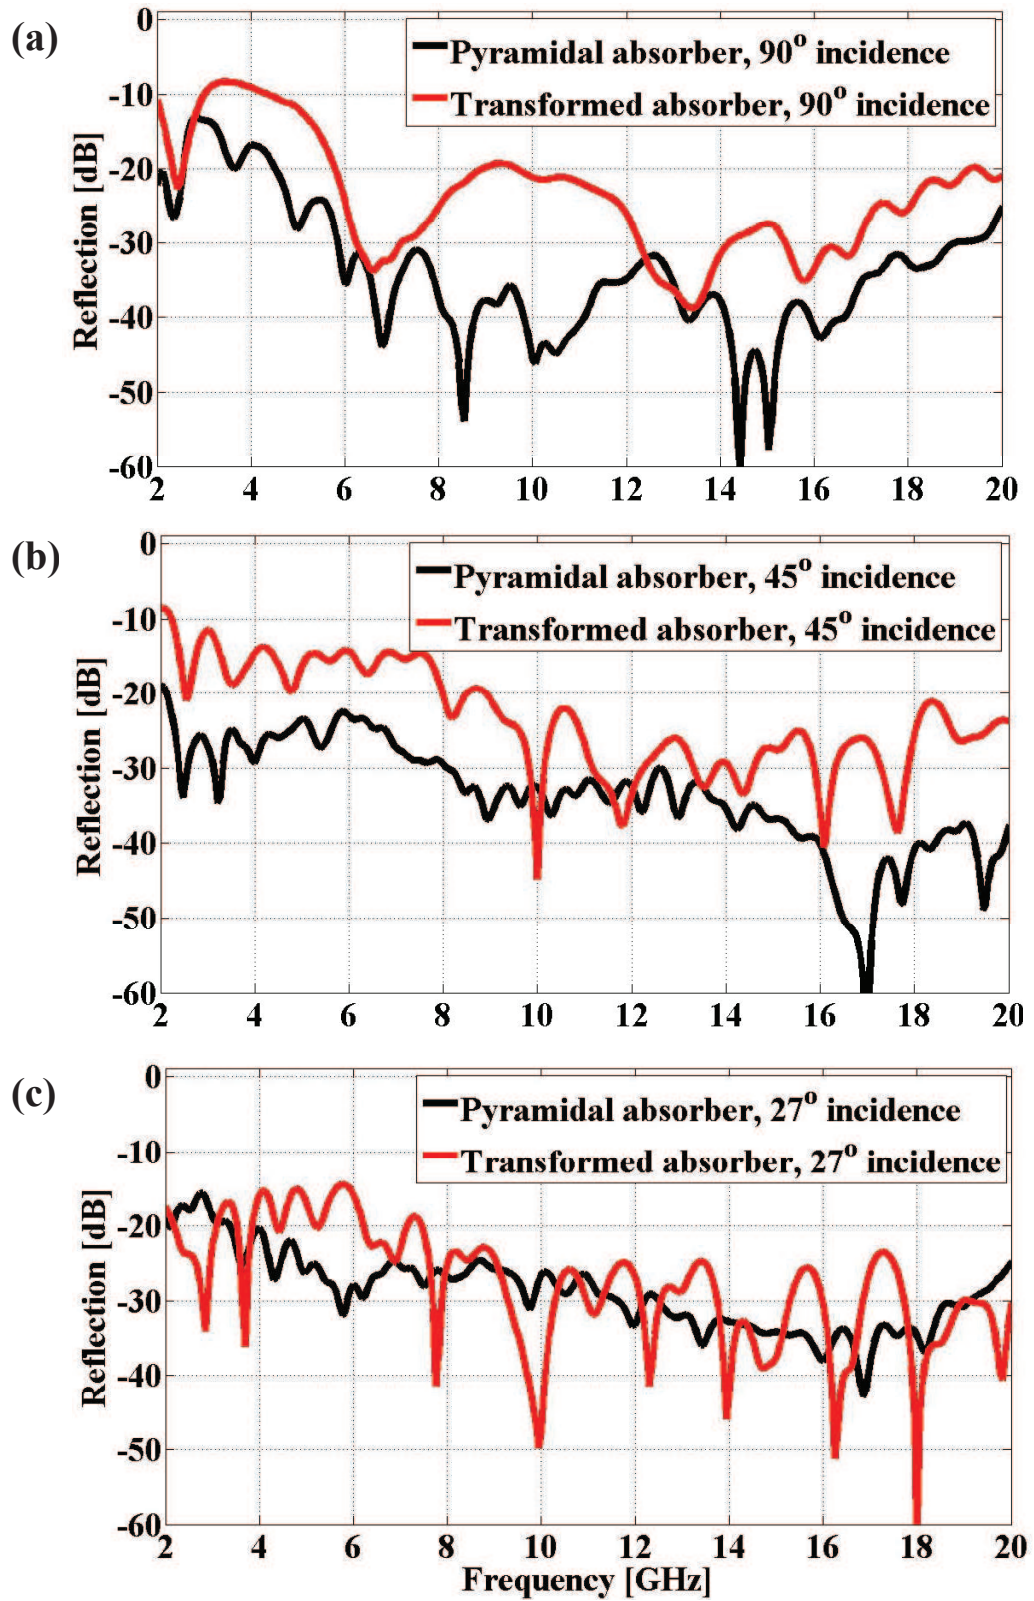 (a)
Pyramidal absorber, 90° incidence
Transformed absorber, 90° incidence
Reflection [dB]
0
-10
-20
-30
-40
-50
-60
2 4 6 8 10 12 14 16 18 20
(b)
Pyramidal absorber, 45° incidence
Transformed absorber, 45° incidence
Reflection [dB]
0
-10
-20
-30
-40
-50
-60
2 4 6 8 10 12 14 16 18 20
(c)
Pyramidal absorber, 27° incidence
Transformed absorber, 27° incidence
Reflection [dB]
0
-10
-20
-30
-40
-50
-60
2 4 6 8 10 12 14 16 18 20
Frequency [GHz]